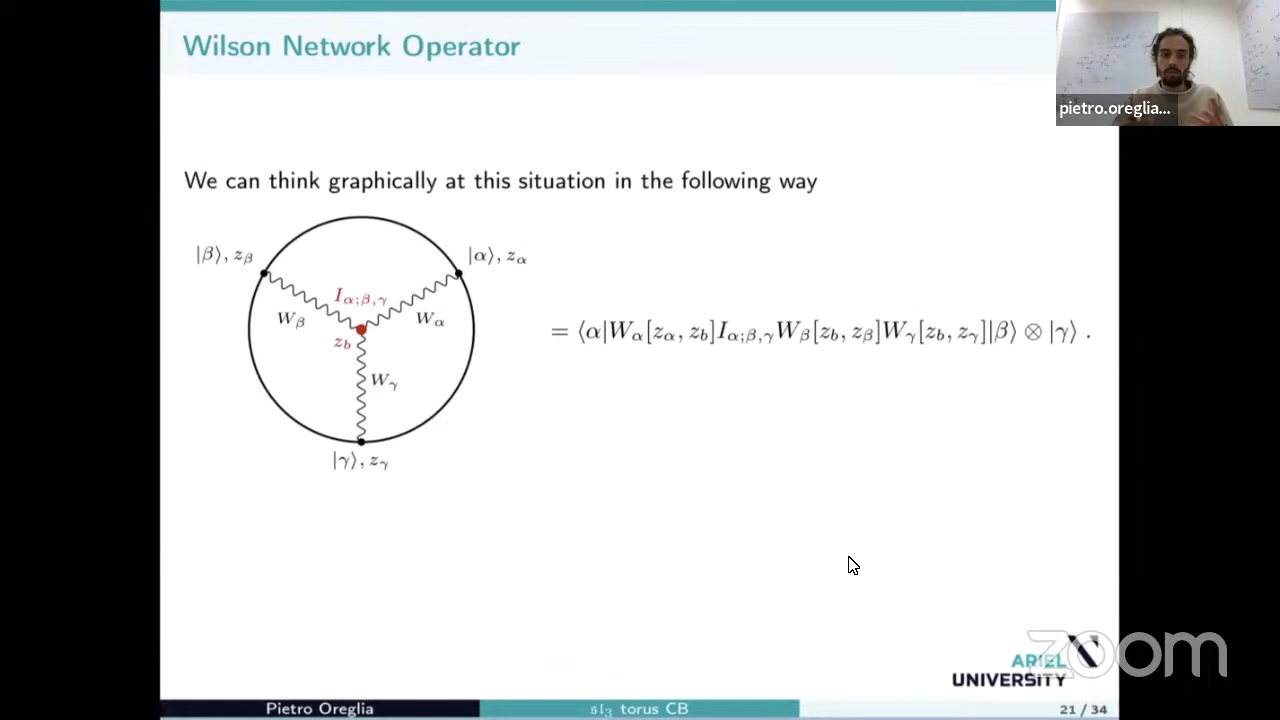 Wilson Network Operator
pietro.oreglia...
We can think graphically at this situation in the following way
|β⟩, z_β
|α⟩, z_α
I_{α;β,γ}
W_β
W_α
z_b
= ⟨α|W_α[z_α, z_b]I_{α;β,γ}W_β[z_b, z_β]W_γ[z_b, z_γ]|β⟩ ⊗ |γ⟩ .
W_γ
|γ⟩, z_γ
zoom
ARIEL
UNIVERSITY
Pietro Oreglia
sl₃ torus CB
21 / 34